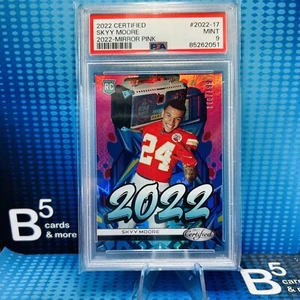 2022 CERTIFIED #2022-17
SKYY MOORE MINT
2022-MIRROR PINK PSA 9
85262051
RC
24
2022
SKYY MOORE
Certified
B5
cards
& more
B5
cards
& more